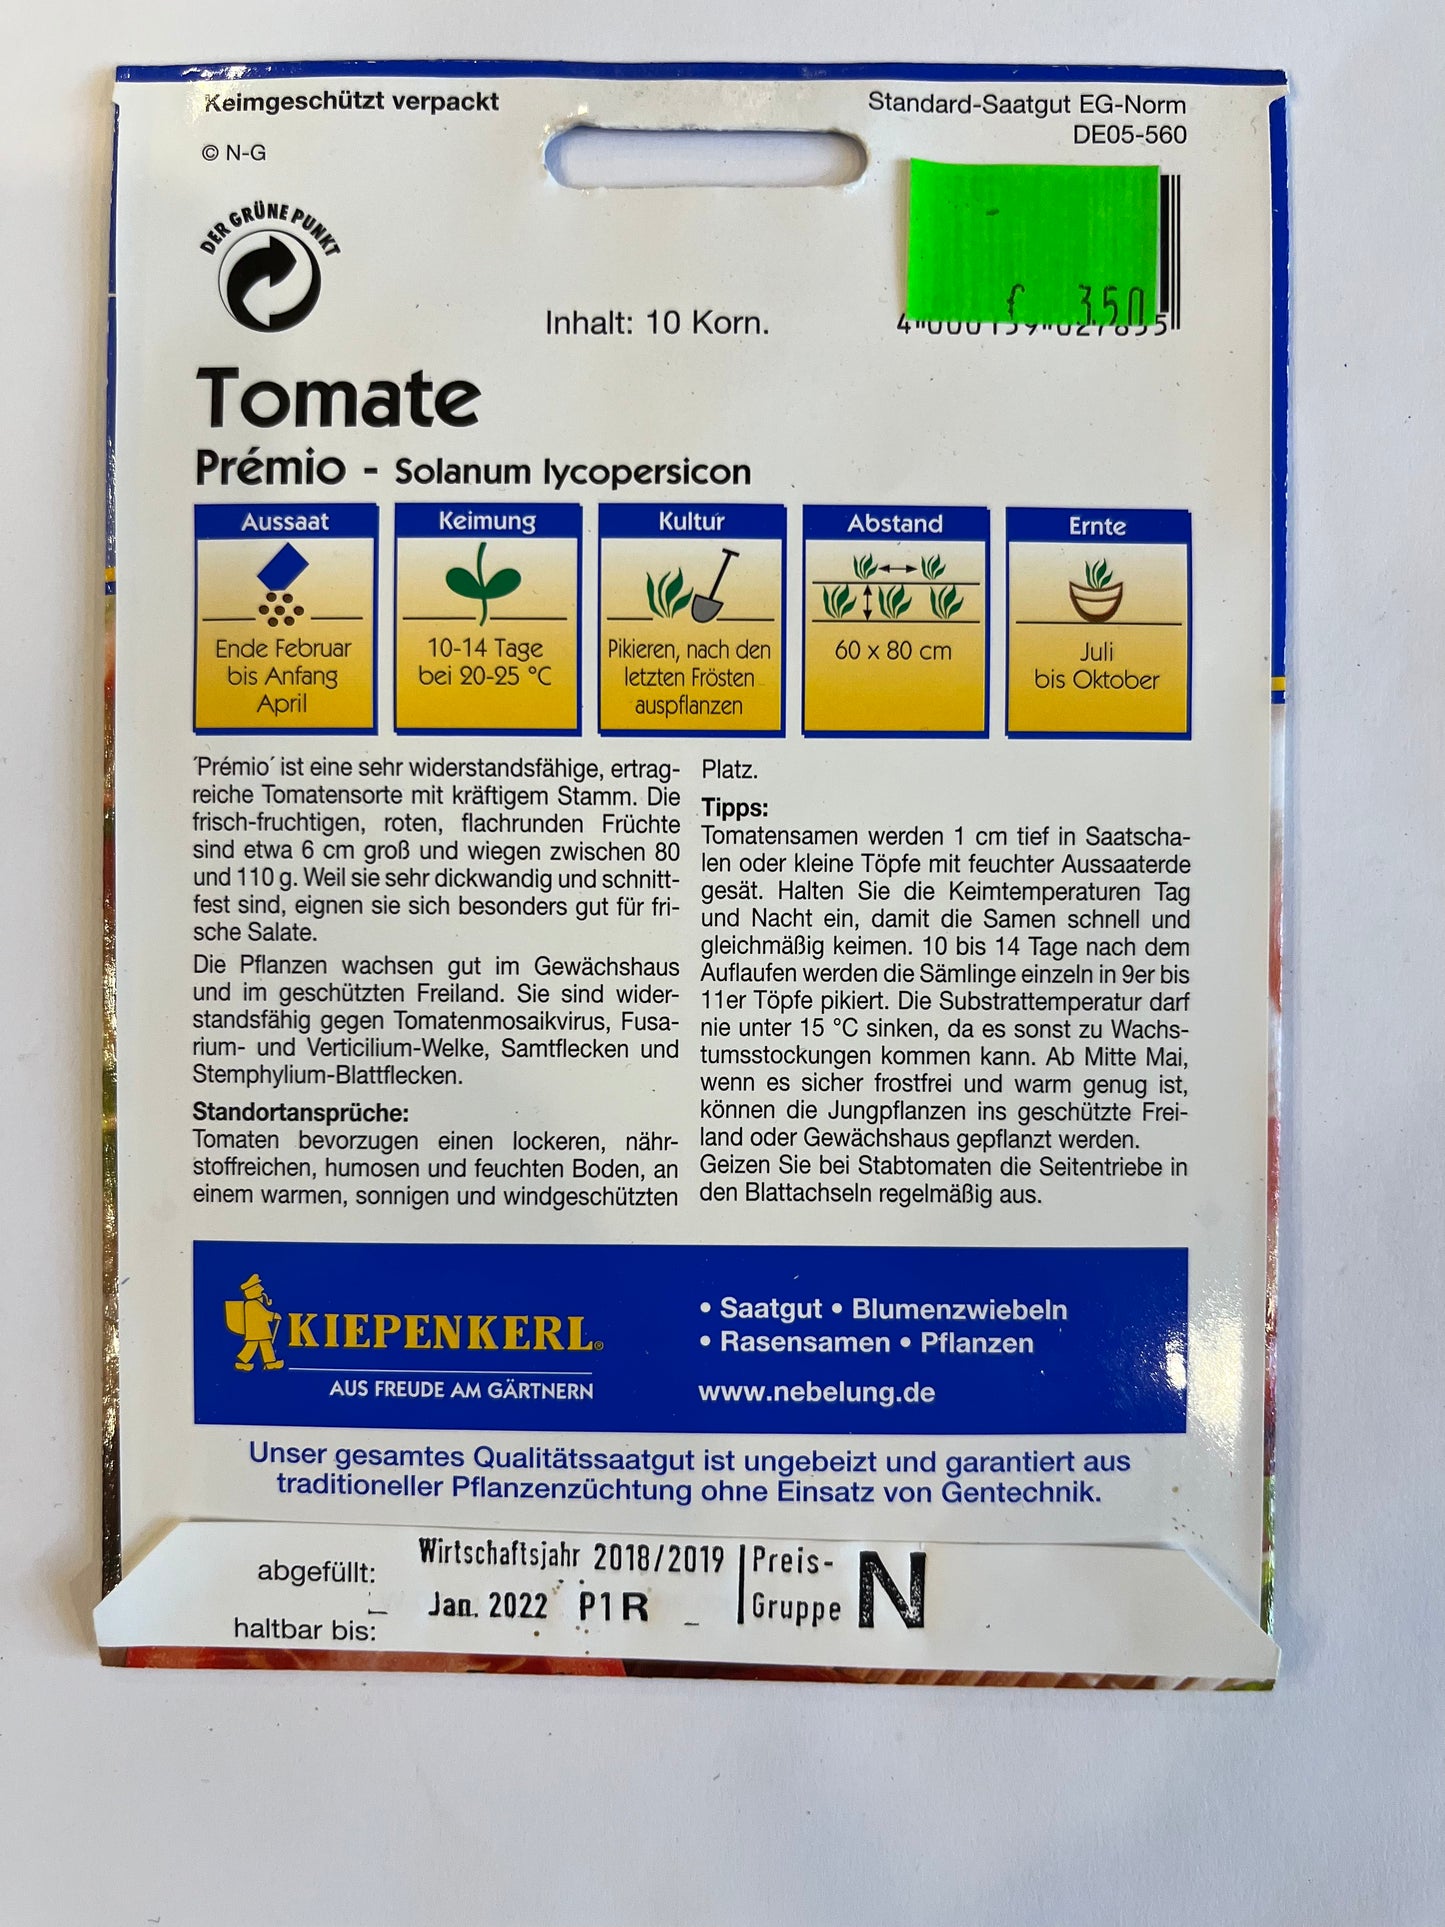 Keimgeschützt verpackt
Standard-Saatgut EG-Norm
DE05-560
© N-G
DER GRÜNE PUNKT
€ 3.50
Inhalt: 10 Korn.
Tomate
Prémio - Solanum lycopersicon
Aussaat
Ende Februar
bis Anfang
April
Keimung
10-14 Tage
bei 20-25 °C
Kultur
Pikieren, nach den
letzten Frösten
auspflanzen
Abstand
60 x 80 cm
Ernte
Juli
bis Oktober
´Prémio´ ist eine sehr widerstandsfähige, ertrag-
reiche Tomatensorte mit kräftigem Stamm. Die
frisch-fruchtigen, roten, flachrunden Früchte
sind etwa 6 cm groß und wiegen zwischen 80
und 110 g. Weil sie sehr dickwandig und schnitt-
fest sind, eignen sie sich besonders gut für fri-
sche Salate.
Die Pflanzen wachsen gut im Gewächshaus
und im geschützten Freiland. Sie sind wider-
standsfähig gegen Tomatenmosaikvirus, Fusa-
rium- und Verticilium-Welke, Samtflecken und
Stemphylium-Blattflecken.
Standortansprüche:
Tomaten bevorzugen einen lockeren, nähr-
stoffreichen, humosen und feuchten Boden, an
einem warmen, sonnigen und windgeschützten
Platz.
Tipps:
Tomatensamen werden 1 cm tief in Saatscha-
len oder kleine Töpfe mit feuchter Aussaaterde
gesät. Halten Sie die Keimtemperaturen Tag
und Nacht ein, damit die Samen schnell und
gleichmäßig keimen. 10 bis 14 Tage nach dem
Auflaufen werden die Sämlinge einzeln in 9er bis
11er Töpfe pikiert. Die Substrattemperatur darf
nie unter 15 °C sinken, da es sonst zu Wachs-
tumsstockungen kommen kann. Ab Mitte Mai,
wenn es sicher frostfrei und warm genug ist,
können die Jungpflanzen ins geschützte Frei-
land oder Gewächshaus gepflanzt werden.
Geizen Sie bei Stabtomaten die Seitentriebe in
den Blattachseln regelmäßig aus.
KIEPENKERL®
AUS FREUDE AM GÄRTNERN
• Saatgut • Blumenzwiebeln
• Rasensamen • Pflanzen
www.nebelung.de
Unser gesamtes Qualitätssaatgut ist ungebeizt und garantiert aus
traditioneller Pflanzenzüchtung ohne Einsatz von Gentechnik.
abgefüllt: Wirtschaftsjahr 2018/2019 Preis-
Jan. 2022 P1R Gruppe N
haltbar bis: